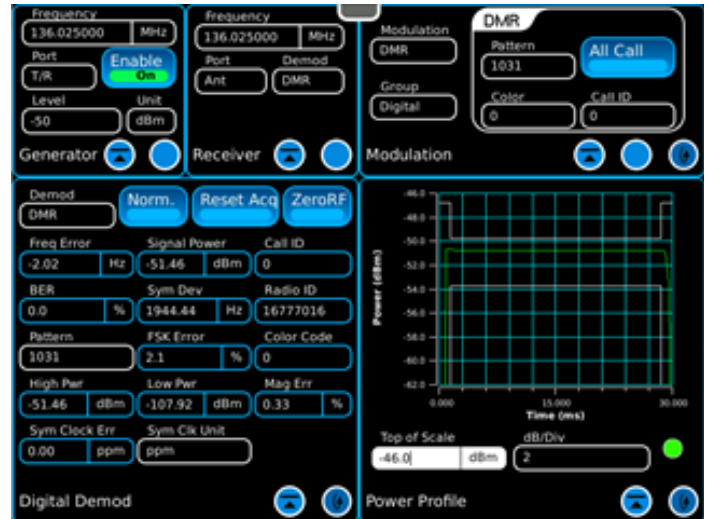 Frequency
136.025000 MHz
Port
T/R
Enable
On
Level Unit
-50 dBm
Generator
Frequency
136.025000 MHz
Port Demod
Ant DMR
Receiver
Modulation
DMR
Group
Digital
DMR
Pattern
1031
All Call
Color Call ID
0 0
Modulation
Demod
DMR
Norm. Reset Acq ZeroRF
Freq Error Signal Power Call ID
-2.02 Hz -51.46 dBm 0
BER Sym Dev Radio ID
0.0 % 1944.44 Hz 16777016
Pattern FSK Error Color Code
1031 2.1 % 0
High Pwr Low Pwr Mag Err
-51.46 dBm -107.92 dBm 0.33 %
Sym Clock Err Sym Clk Unit
0.00 ppm ppm
Digital Demod
-46.0
-48.0
-50.0
-52.0
-54.0
-56.0
-58.0
-60.0
-62.0
Power (dBm)
0.000 15.000 30.000
Time (ms)
Top of Scale dB/Div
-46.0 dBm 2
Power Profile